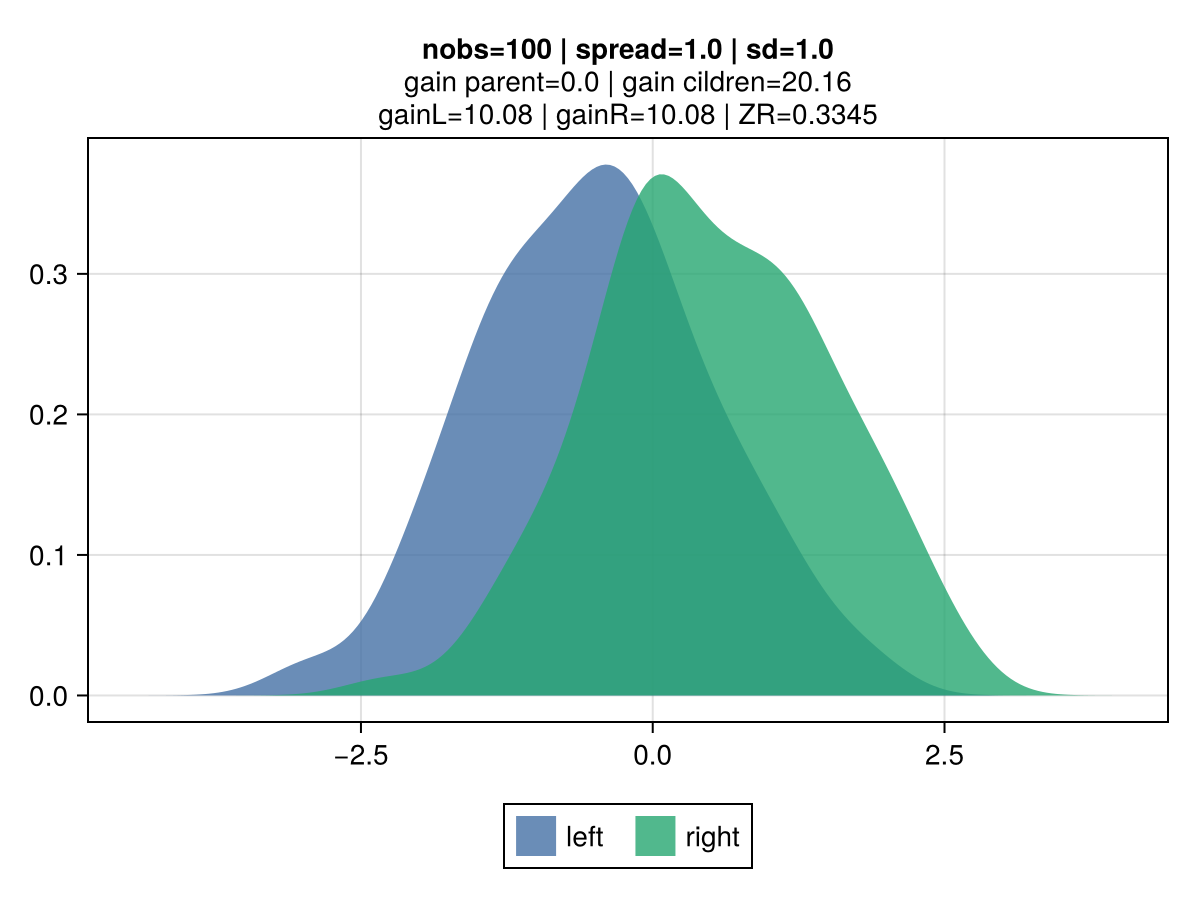 nobs=100 | spread=1.0 | sd=1.0
gain parent=0.0 | gain cildren=20.16
gainL=10.08 | gainR=10.08 | ZR=0.3345
0.3
0.2
0.1
0.0
−2.5 0.0 2.5
left right